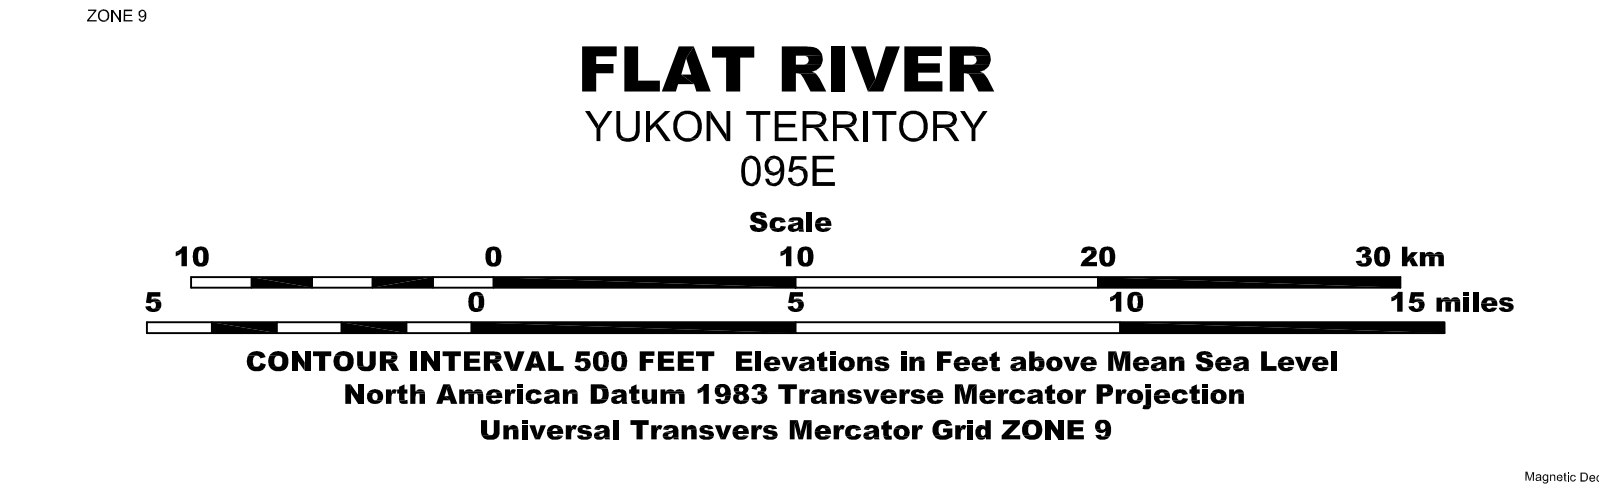 ZONE 9
FLAT RIVER
YUKON TERRITORY
095E
Scale
10 0 10 20 30 km
5 0 5 10 15 miles
CONTOUR INTERVAL 500 FEET Elevations in Feet above Mean Sea Level
North American Datum 1983 Transverse Mercator Projection
Universal Transvers Mercator Grid ZONE 9
Magnetic Dec